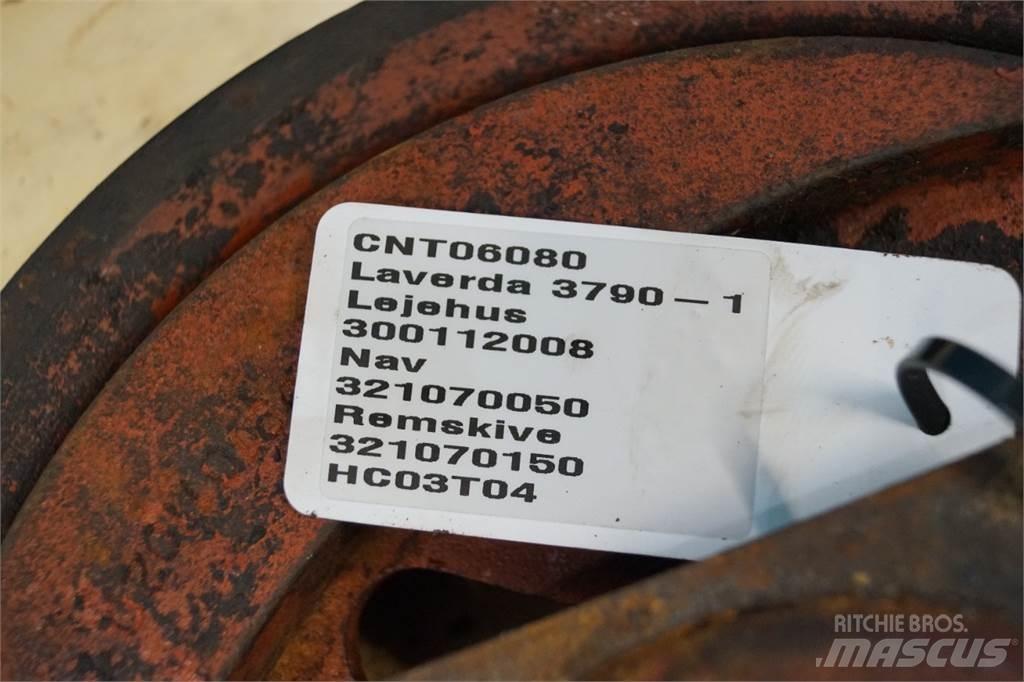 CNT06080
Laverda 3790 – 1
Lejehus
300112008
Nav
321070050
Remskive
321070150
HC03T04
RITCHIE BROS.
MASCUS